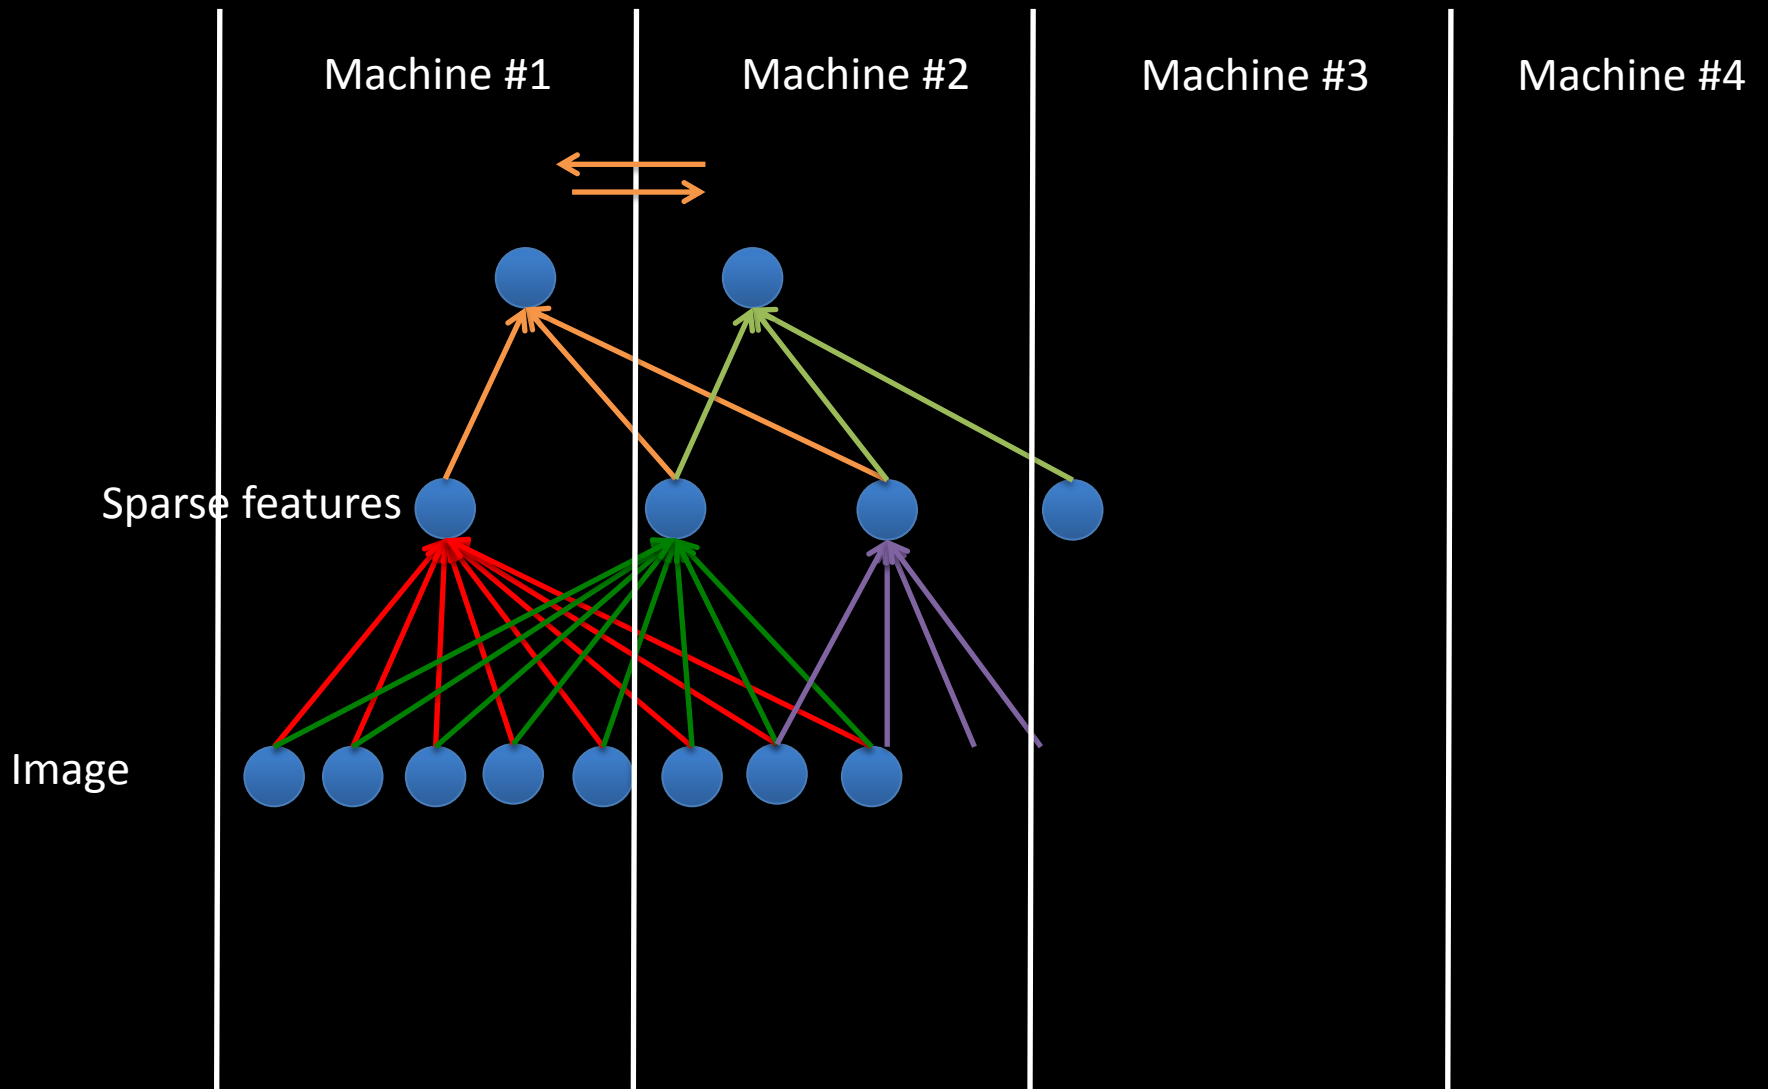 Machine #1
Machine #2
Machine #3
Machine #4
Sparse features
Image